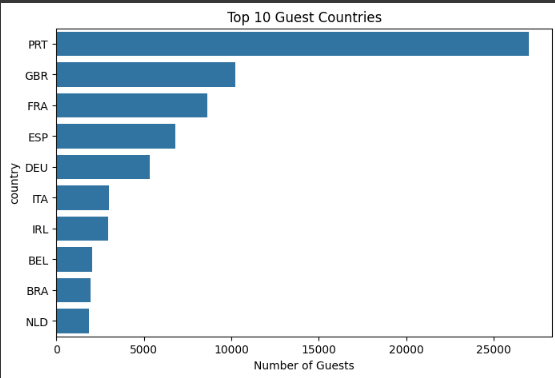 Top 10 Guest Countries
PRT
GBR
FRA
ESP
DEU
ITA
IRL
BEL
BRA
NLD
country
0 5000 10000 15000 20000 25000
Number of Guests